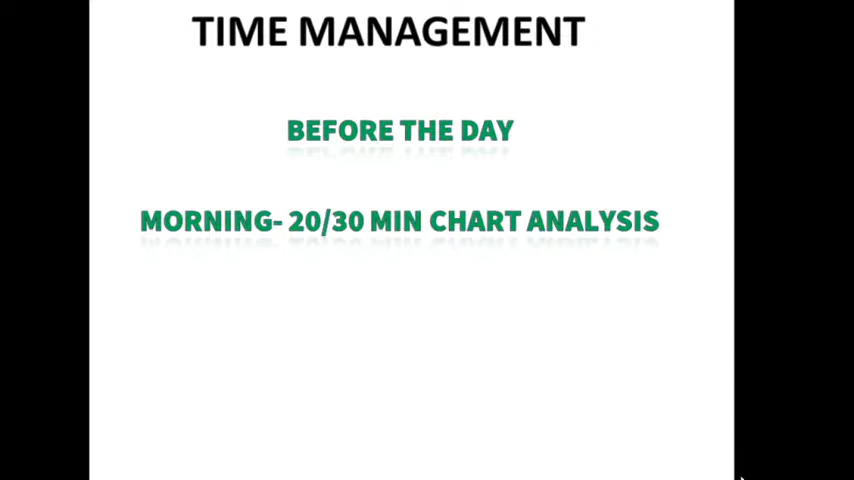 TIME MANAGEMENT
BEFORE THE DAY
MORNING- 20/30 MIN CHART ANALYSIS